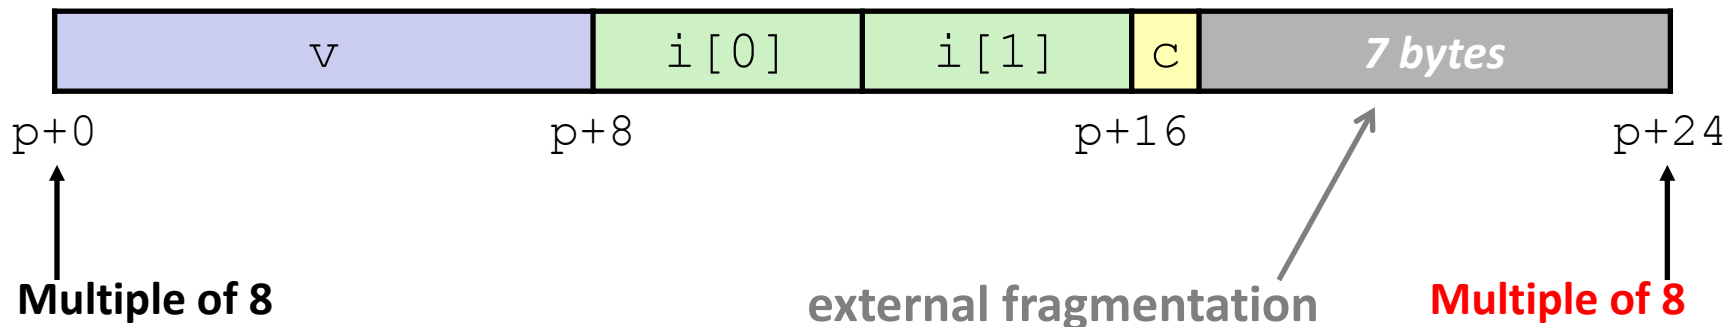 v i[0] i[1] c 7 bytes
p+0 p+8 p+16 p+24
Multiple of 8 external fragmentation Multiple of 8